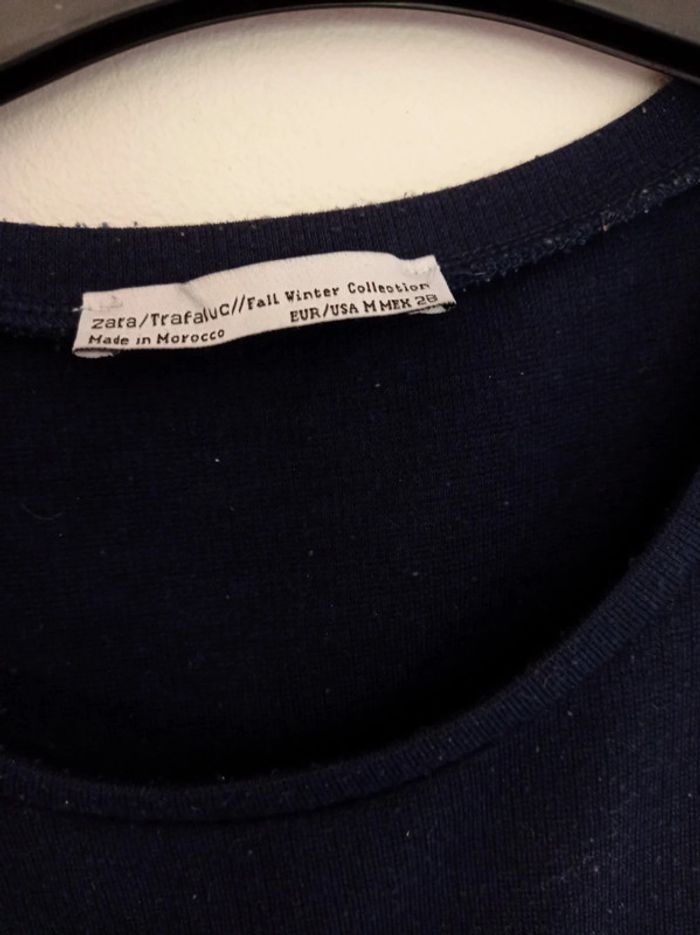 zara/TrafaluC//Fall Winter Collection
Made in Morocco EUR/USA M MEX 28